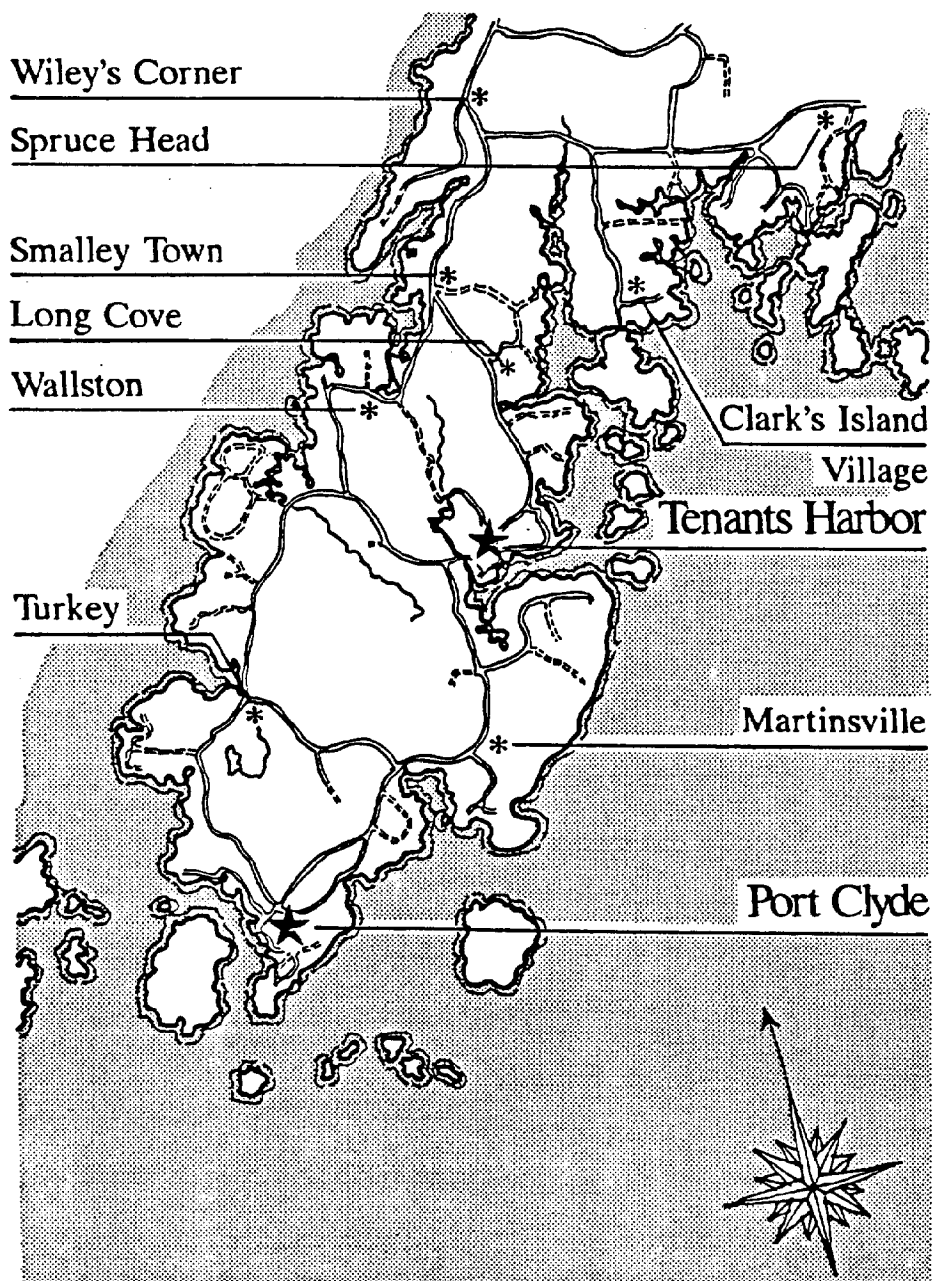 Wiley's Corner
Spruce Head
Smalley Town
Long Cove
Wallston
Clark's Island
Village
Tenants Harbor
Turkey
Martinsville
Port Clyde